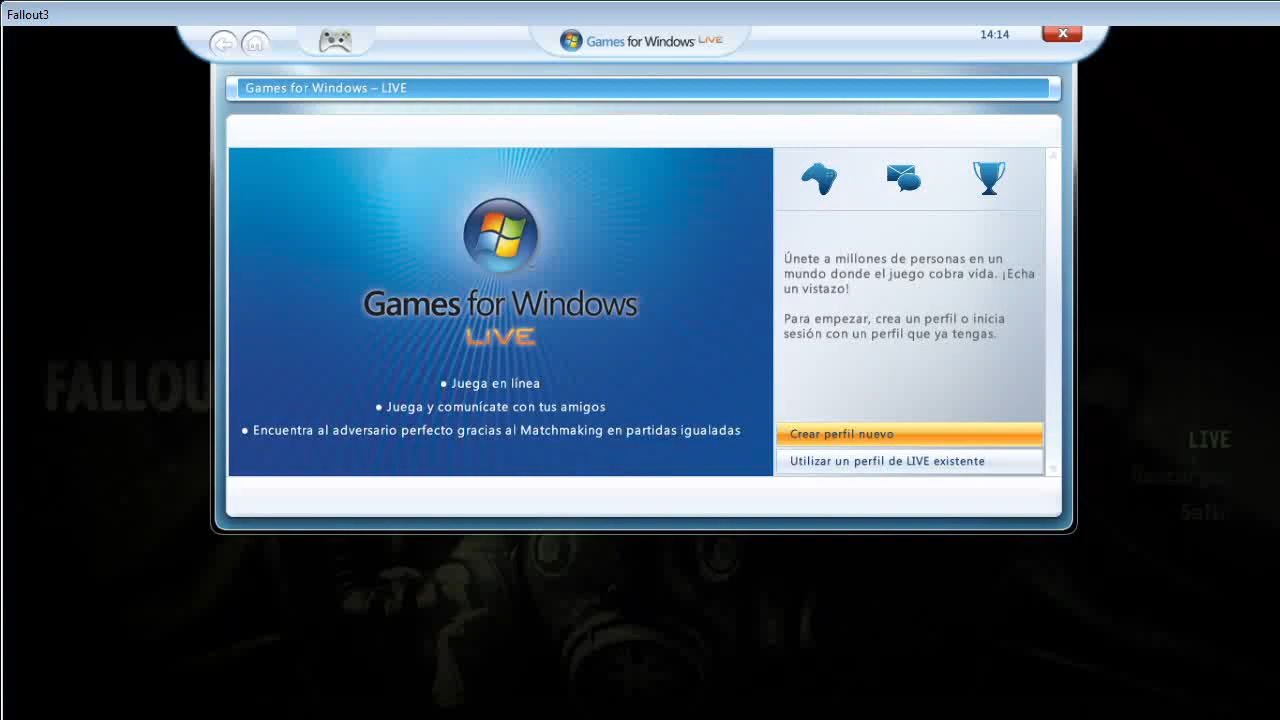 Fallout3
Games for Windows LIVE
14:14
X
Games for Windows – LIVE
Games for Windows
LIVE
• Juega en línea
• Juega y comunícate con tus amigos
• Encuentra al adversario perfecto gracias al Matchmaking en partidas igualadas
Únete a millones de personas en un
mundo donde el juego cobra vida. ¡Echa
un vistazo!
Para empezar, crea un perfil o inicia
sesión con un perfil que ya tengas.
Crear perfil nuevo
Utilizar un perfil de LIVE existente
FALLOUT
LIVE
Salir